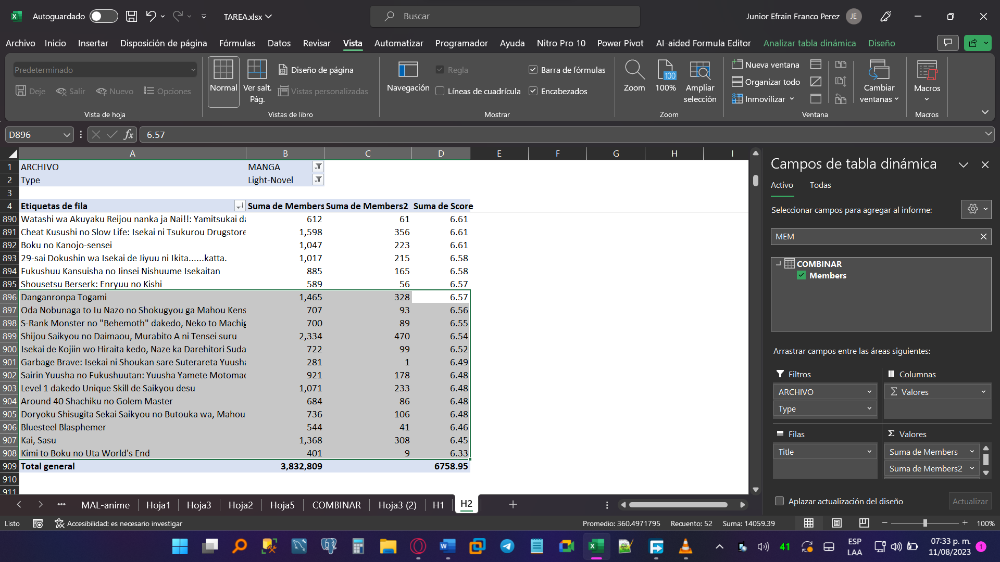 Autoguardado
TAREA.xlsx
Buscar
Junior Efrain Franco Perez
JE
Archivo Inicio Insertar Disposición de página Fórmulas Datos Revisar Vista Automatizar Programador Ayuda Nitro Pro 10 Power Pivot AI-aided Formula Editor Analizar tabla dinámica Diseño
Predeterminado
Deje Salir Nuevo Opciones
Vista de hoja
Normal
Ver salt. Pág.
Diseño de página
Vistas personalizadas
Vistas de libro
Navegación
Regla
Líneas de cuadrícula
Barra de fórmulas
Encabezados
Mostrar
Zoom
100
100%
Ampliar selección
Zoom
Nueva ventana
Organizar todo
Inmovilizar
Cambiar ventanas
Ventana
Macros
Macros
D896
fx
6.57
A B C D E F G H I
1 ARCHIVO MANGA
2 Type Light-Novel
3
4 Etiquetas de fila Suma de Members Suma de Members2 Suma de Score
890 Watashi wa Akuyaku Reijou nanka ja Nai!!: Yamitsukai da 612 61 6.61
891 Cheat Kusushi no Slow Life: Isekai ni Tsukurou Drugstore 1,598 356 6.61
892 Boku no Kanojo-sensei 1,047 223 6.61
893 29-sai Dokushin wa Isekai de Jiyuu ni Ikita......katta. 1,017 215 6.58
894 Fukushuu Kansuisha no Jinsei Nishuume Isekaitan 885 165 6.58
895 Shousetsu Berserk: Enryuu no Kishi 589 56 6.57
896 Danganronpa Togami 1,465 328 6.57
897 Oda Nobunaga to Iu Nazo no Shokugyou ga Mahou Kens 707 93 6.56
898 S-Rank Monster no "Behemoth" dakedo, Neko to Machig 700 89 6.55
899 Shijou Saikyou no Daimaou, Murabito A ni Tensei suru 2,334 470 6.54
900 Isekai de Kojiin wo Hiraita kedo, Naze ka Darehitori Suda 722 99 6.52
901 Garbage Brave: Isekai ni Shoukan sare Suterareta Yuusha 281 1 6.49
902 Sairin Yuusha no Fukushuutan: Yuusha Yamete Motomao 921 178 6.48
903 Level 1 dakedo Unique Skill de Saikyou desu 1,071 233 6.48
904 Around 40 Shachiku no Golem Master 684 86 6.48
905 Doryoku Shisugita Sekai Saikyou no Butouka wa, Mahou 736 106 6.48
906 Bluesteel Blasphemer 544 41 6.46
907 Kai, Sasu 1,368 308 6.45
908 Kimi to Boku no Uta World's End 401 9 6.33
909 Total general 3,832,809 6758.95
910
911
Campos de tabla dinámica
Activo Todas
Seleccionar campos para agregar al informe:
MEM
COMBINAR
Members
Arrastrar campos entre las áreas siguientes:
Filtros
ARCHIVO
Type
Columnas
Σ Valores
Filas
Title
Σ Valores
Suma de Members
Suma de Members2
Aplazar actualización del diseño
Actualizar
MAL-anime Hoja1 Hoja3 Hoja2 Hoja5 COMBINAR Hoja3 (2) H1 H2
Listo
Accesibilidad: es necesario investigar
Promedio: 360.4971795 Recuento: 52 Suma: 14059.39
100%
41
ESP
LAA
07:33 p. m.
11/08/2023
1